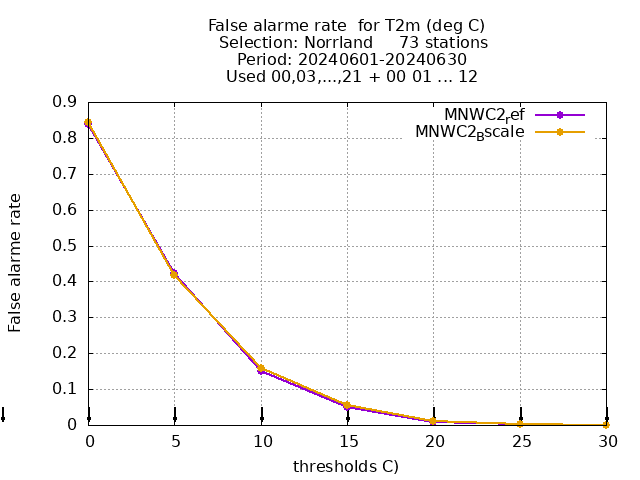 False alarme rate  for T2m (deg C)
Selection: Norrland     73 stations
Period: 20240601-20240630
Used 00,03,...,21 + 00 01 ... 12
MNWC2ref
MNWC2Bscale
False alarme rate
0.9
0.8
0.7
0.6
0.5
0.4
0.3
0.2
0.1
0
0 5 10 15 20 25 30
thresholds C)